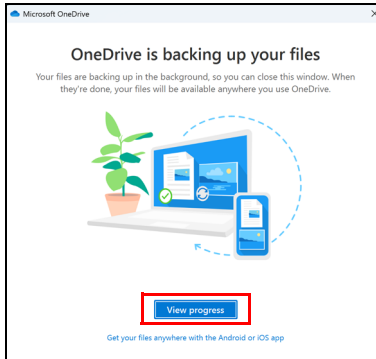 Microsoft OneDrive
OneDrive is backing up your files
Your files are backing up in the background, so you can close this window. When
they're done, your files will be available anywhere you use OneDrive.
View progress
Get your files anywhere with the Android or iOS app